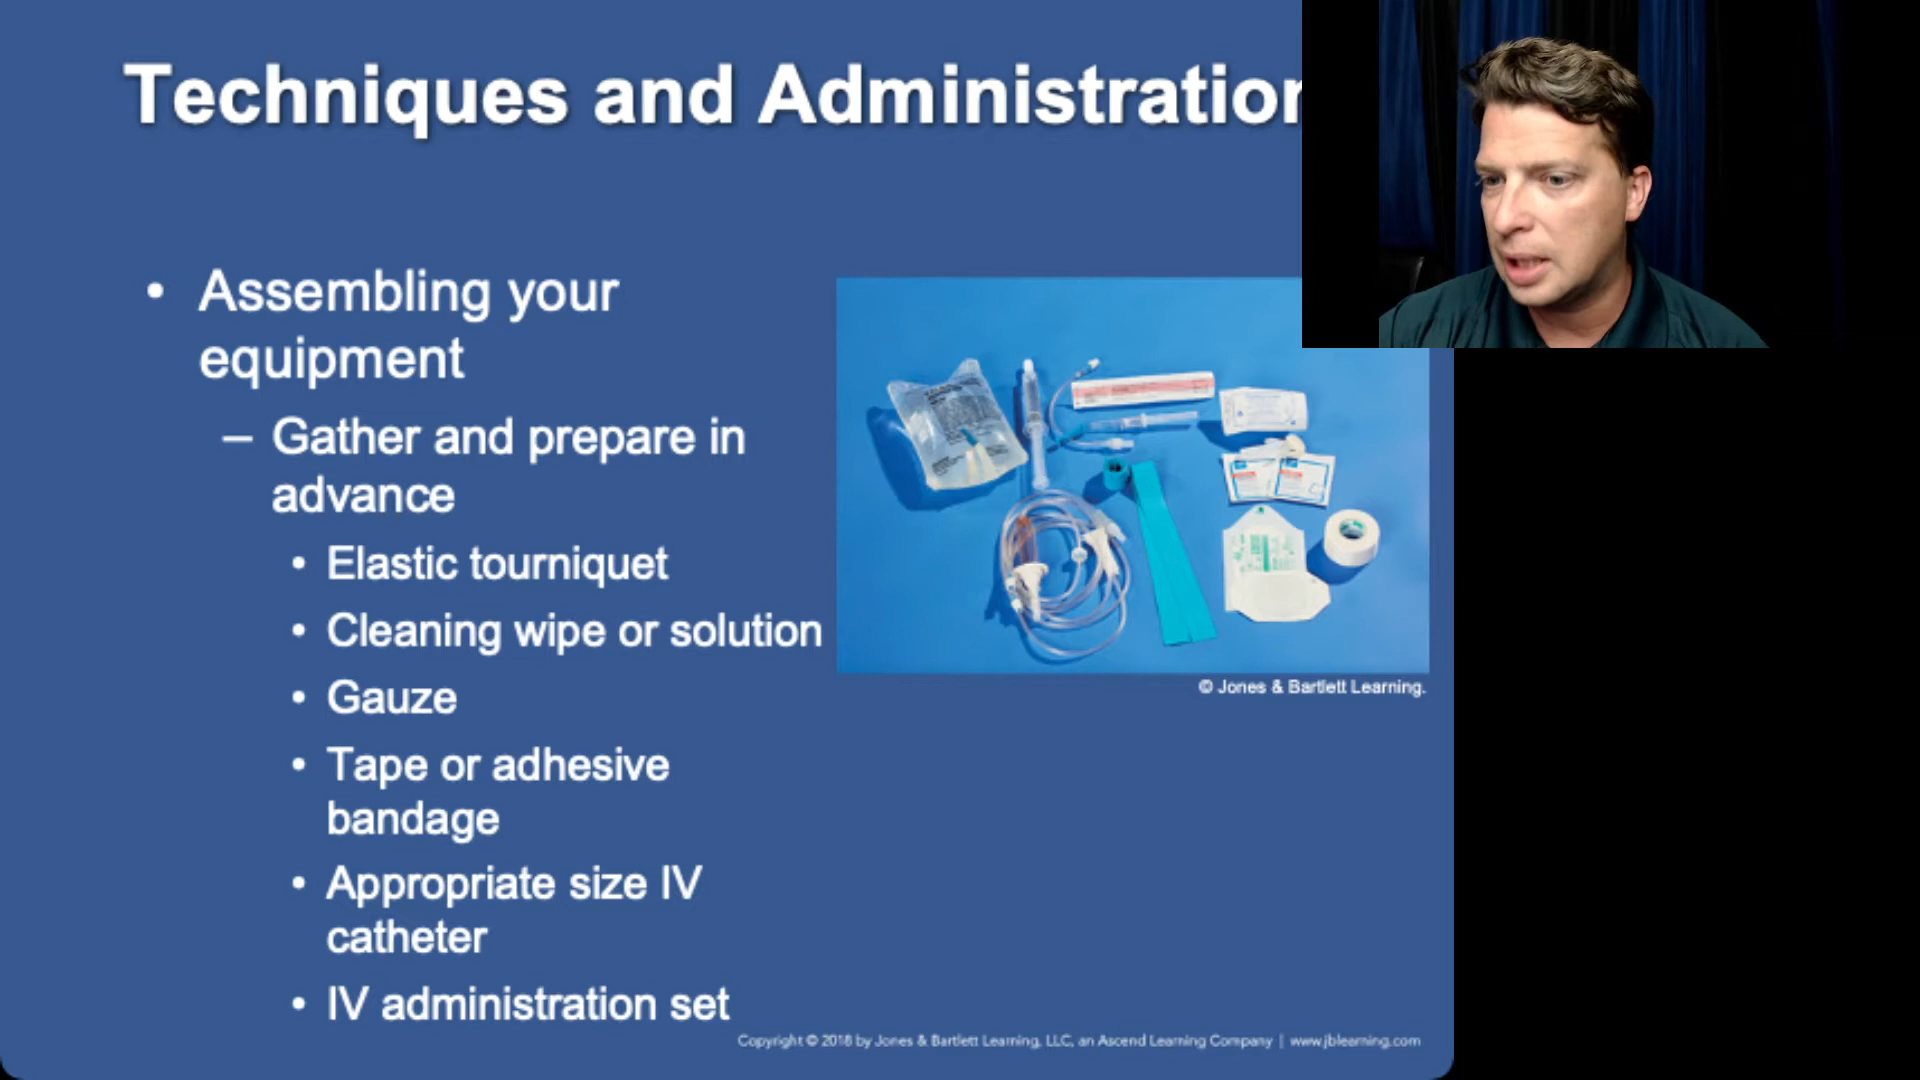 Techniques and Administration
• Assembling your
equipment
– Gather and prepare in
advance
• Elastic tourniquet
• Cleaning wipe or solution
• Gauze
• Tape or adhesive
bandage
• Appropriate size IV
catheter
• IV administration set
© Jones & Bartlett Learning.
Copyright © 2018 by Jones & Bartlett Learning, LLC, an Ascend Learning Company | www.jblearning.com